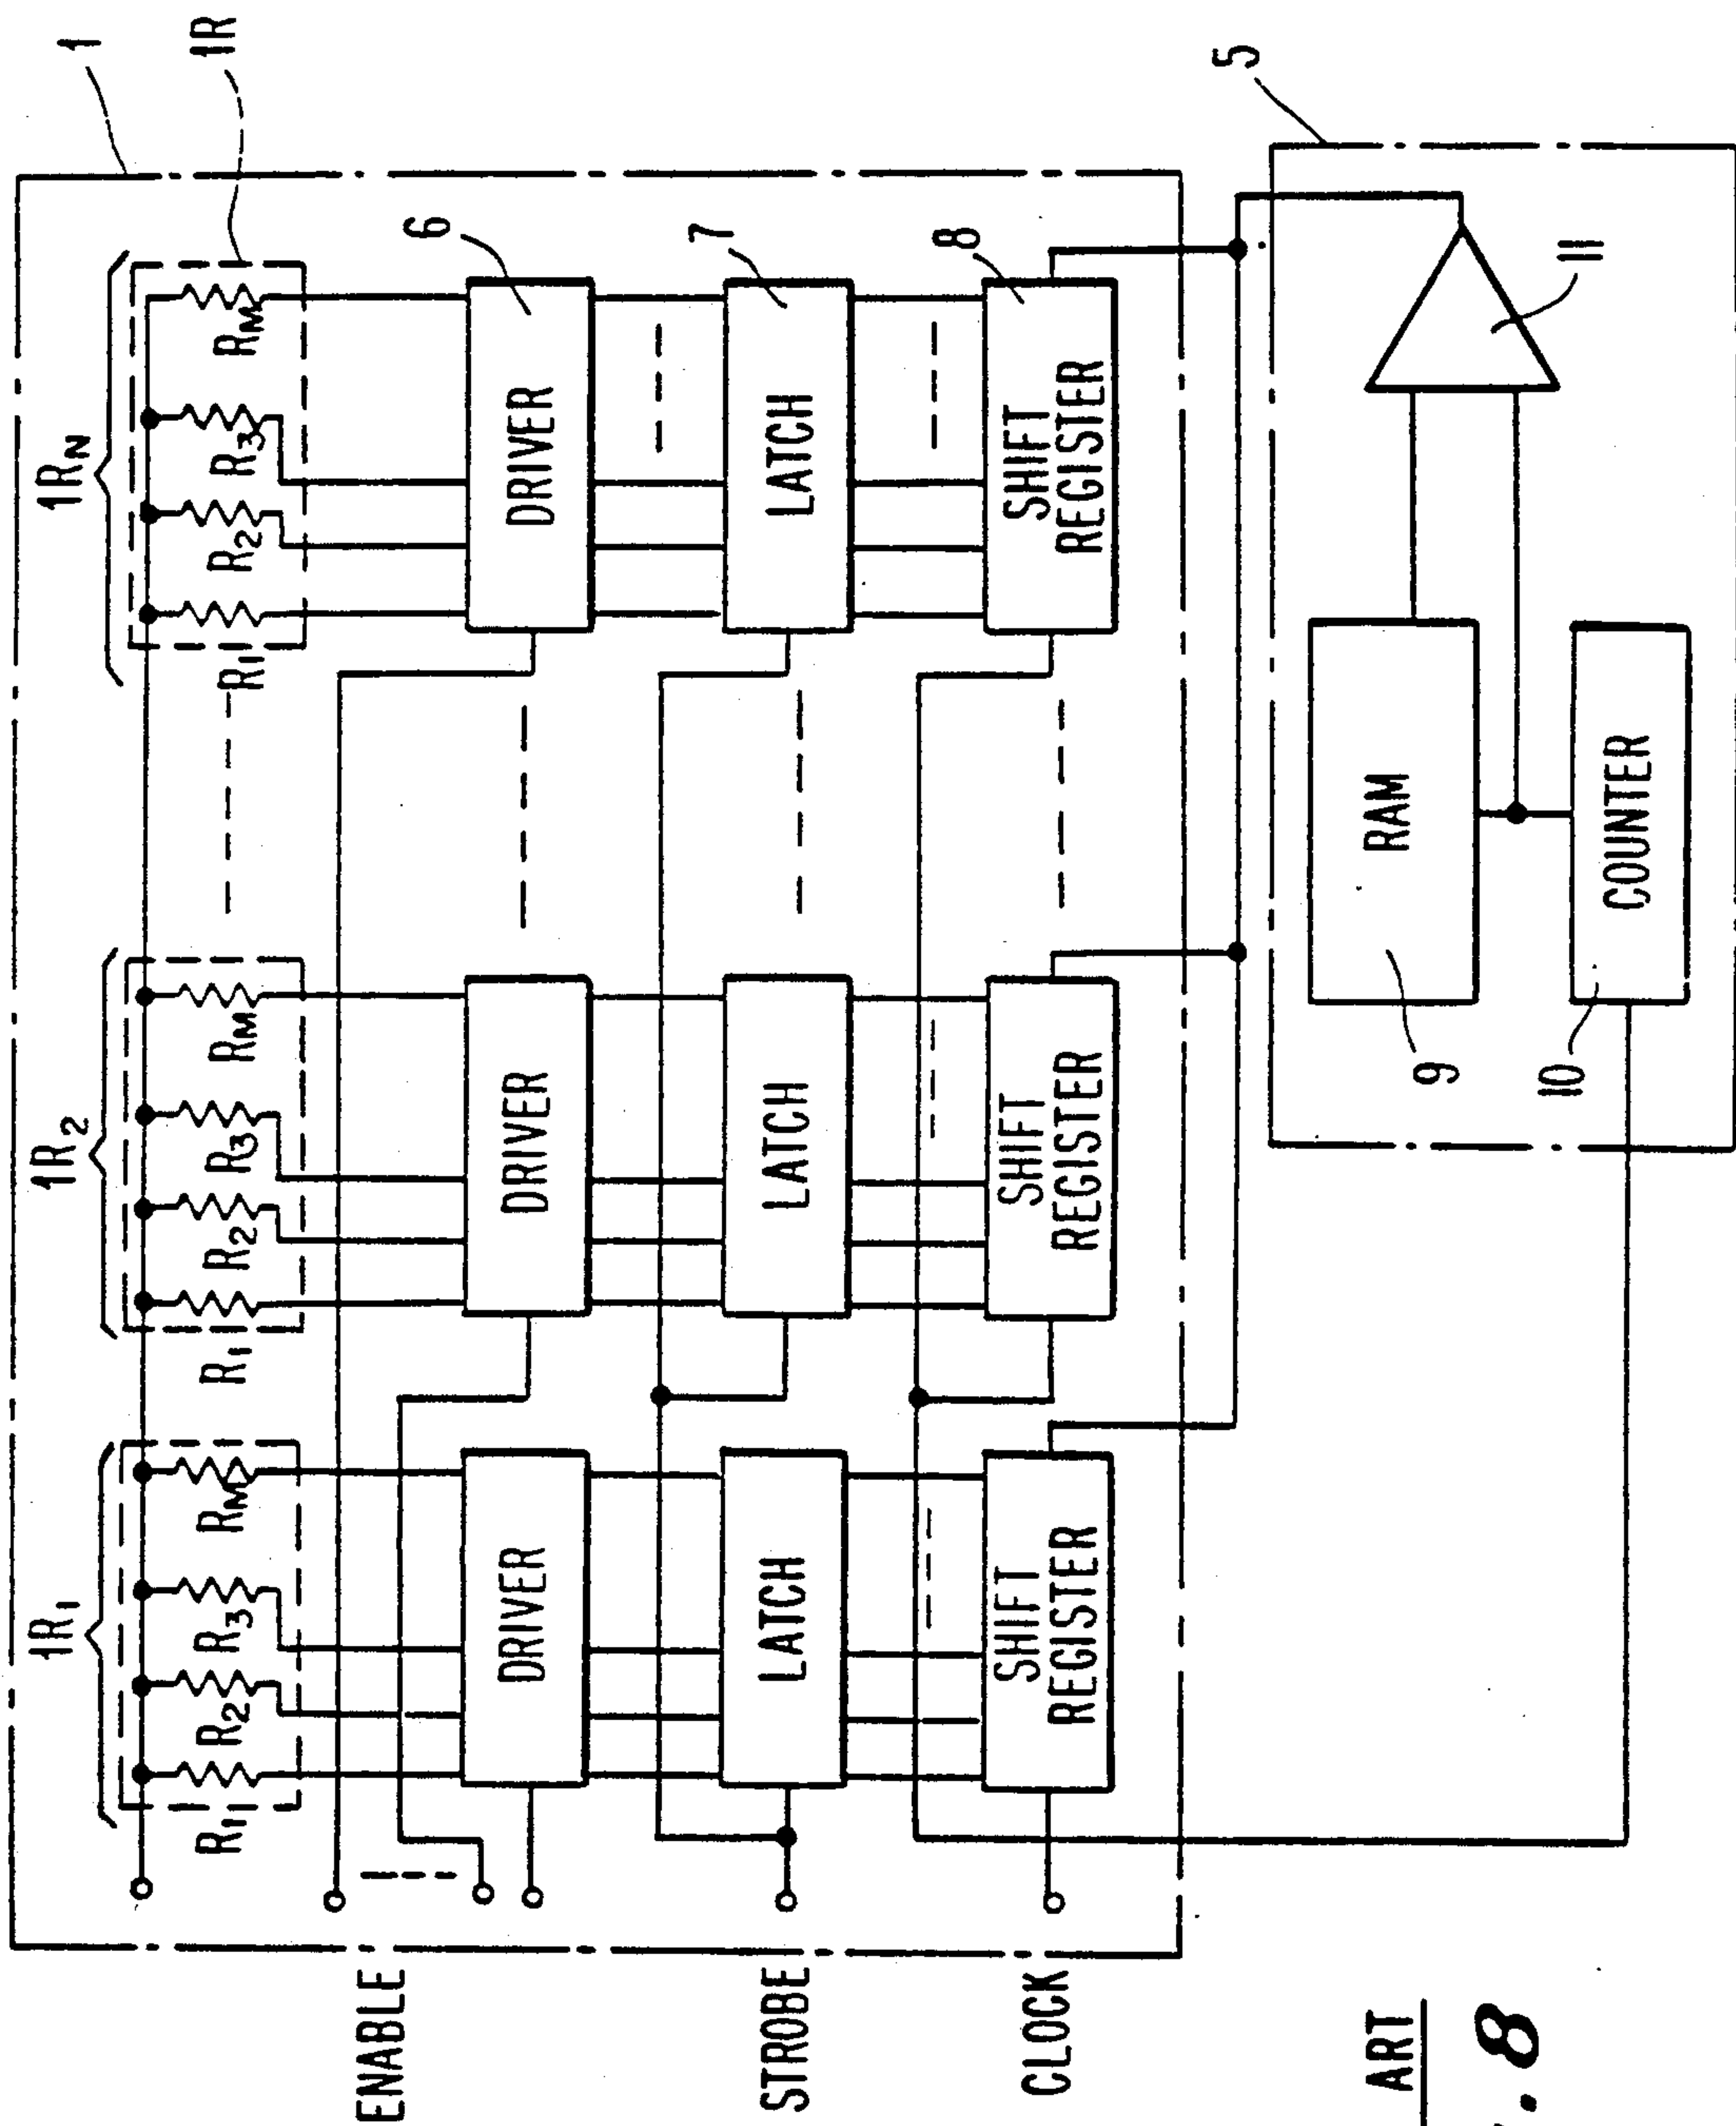 1
1R
1R1 1R2 1RN
R1 R2 R3 RM R1 R2 R3 RM R1 R2 R3 RM
ENABLE
DRIVER DRIVER DRIVER 6
STROBE
LATCH LATCH LATCH 7
CLOCK
SHIFT REGISTER SHIFT REGISTER SHIFT REGISTER 8
5
RAM
9
COUNTER
10
11
ART
. 8